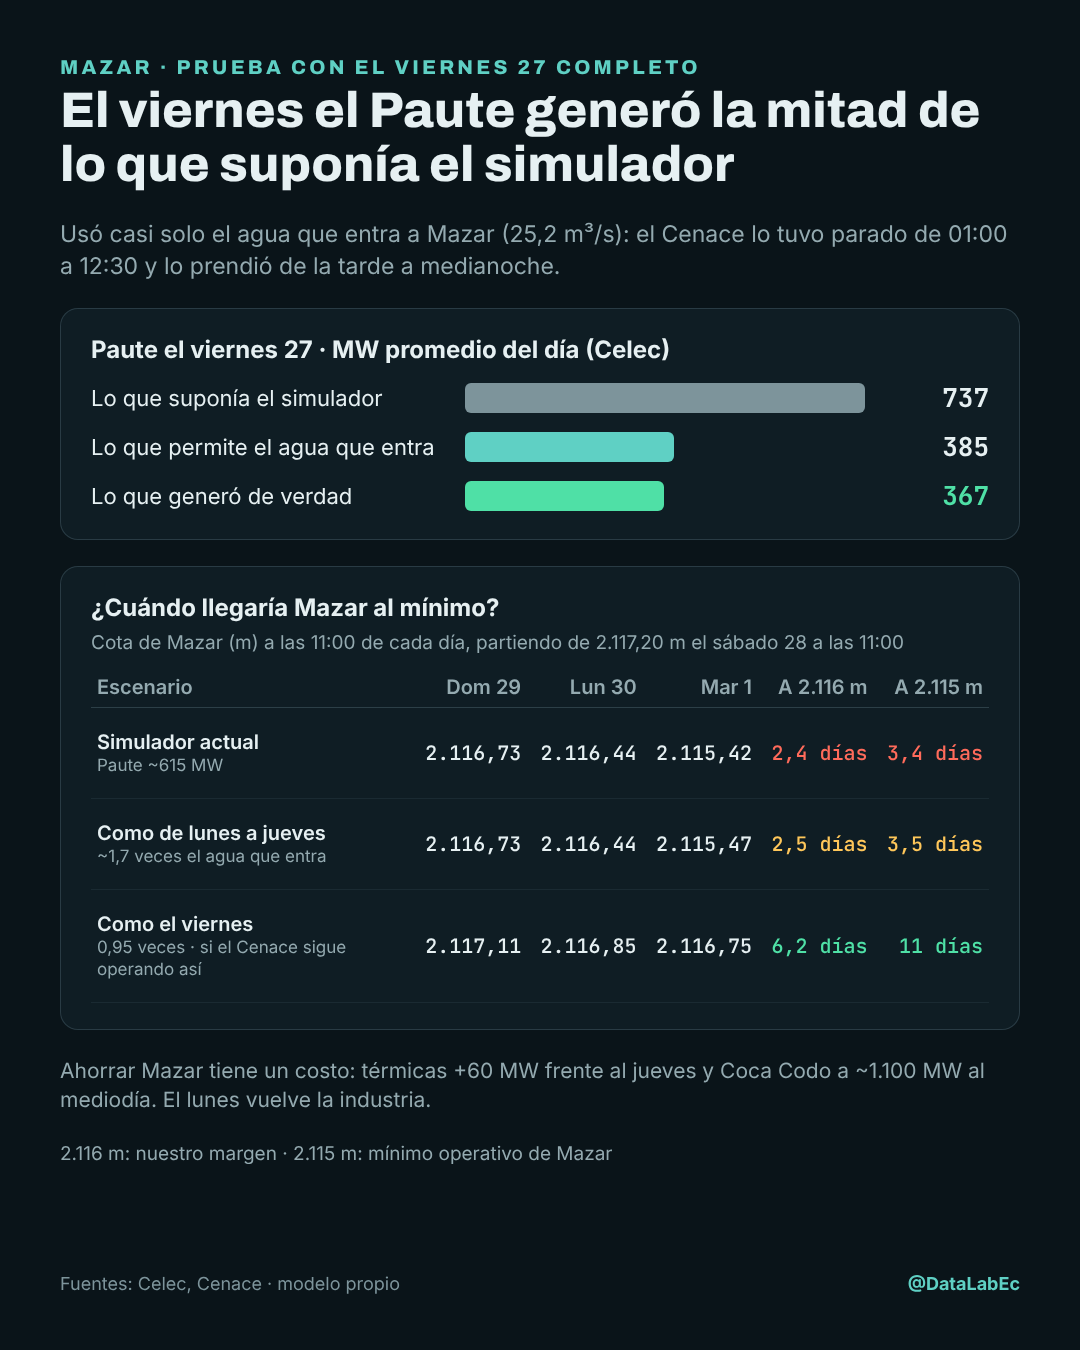 MAZAR · PRUEBA CON EL VIERNES 27 COMPLETO
El viernes el Paute generó la mitad de
lo que suponía el simulador
Usó casi solo el agua que entra a Mazar (25,2 m³/s): el Cenace lo tuvo parado de 01:00
a 12:30 y lo prendió de la tarde a medianoche.
Paute el viernes 27 · MW promedio del día (Celec)
Lo que suponía el simulador 737
Lo que permite el agua que entra 385
Lo que generó de verdad 367
¿Cuándo llegaría Mazar al mínimo?
Cota de Mazar (m) a las 11:00 de cada día, partiendo de 2.117,20 m el sábado 28 a las 11:00
Escenario Dom 29 Lun 30 Mar 1 A 2.116 m A 2.115 m
Simulador actual
Paute ~615 MW
2.116,73 2.116,44 2.115,42 2,4 días 3,4 días
Como de lunes a jueves
~1,7 veces el agua que entra
2.116,73 2.116,44 2.115,47 2,5 días 3,5 días
Como el viernes
0,95 veces · si el Cenace sigue
operando así
2.117,11 2.116,85 2.116,75 6,2 días 11 días
Ahorrar Mazar tiene un costo: térmicas +60 MW frente al jueves y Coca Codo a ~1.100 MW al
mediodía. El lunes vuelve la industria.
2.116 m: nuestro margen · 2.115 m: mínimo operativo de Mazar
Fuentes: Celec, Cenace · modelo propio
@DataLabEc